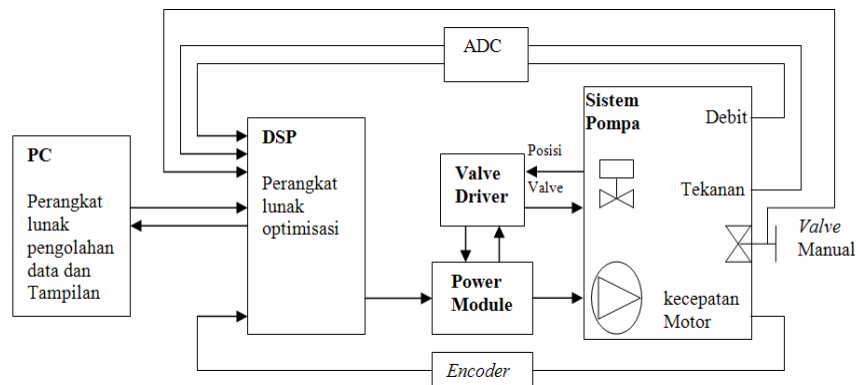 ADC
PC
Perangkat
lunak
pengolahan
data dan
Tampilan
DSP
Perangkat
lunak
optimisasi
Valve
Driver
Posisi
Valve
Power
Module
Sistem
Pompa
Debit
Tekanan
kecepatan
Motor
Valve
Manual
Encoder